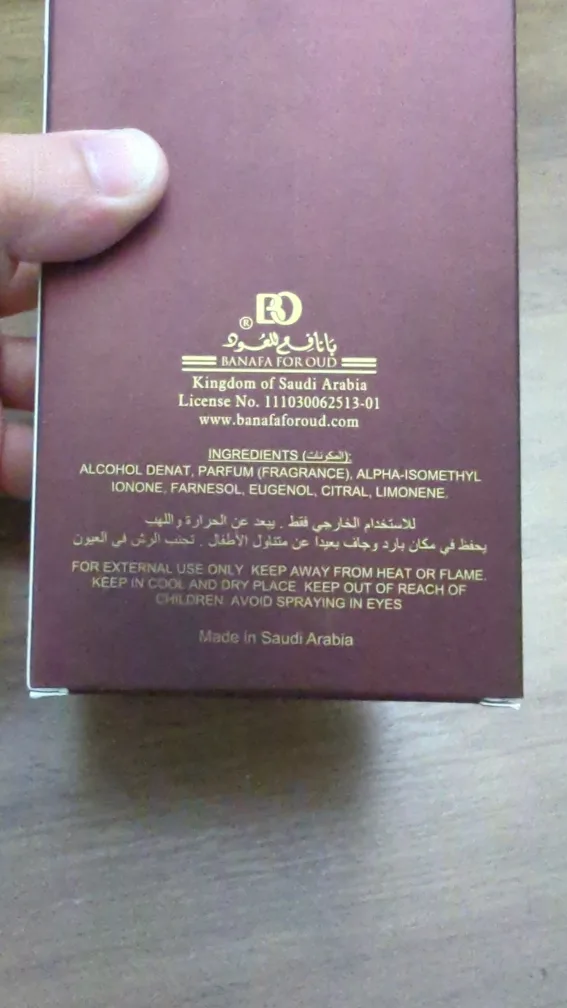 BO
®
بانافع للعود
BANAFA FOR OUD
Kingdom of Saudi Arabia
License No. 111030062513-01
www.banafaforoud.com
INGREDIENTS (المكونات):
ALCOHOL DENAT, PARFUM (FRAGRANCE), ALPHA-ISOMETHYL
IONONE, FARNESOL, EUGENOL, CITRAL, LIMONENE.
للاستخدام الخارجي فقط . يبعد عن الحرارة واللهب
يحفظ في مكان بارد وجاف بعيدا عن متناول الأطفال . تجنب الرش في العيون
FOR EXTERNAL USE ONLY. KEEP AWAY FROM HEAT OR FLAME.
KEEP IN COOL AND DRY PLACE. KEEP OUT OF REACH OF
CHILDREN. AVOID SPRAYING IN EYES
Made in Saudi Arabia